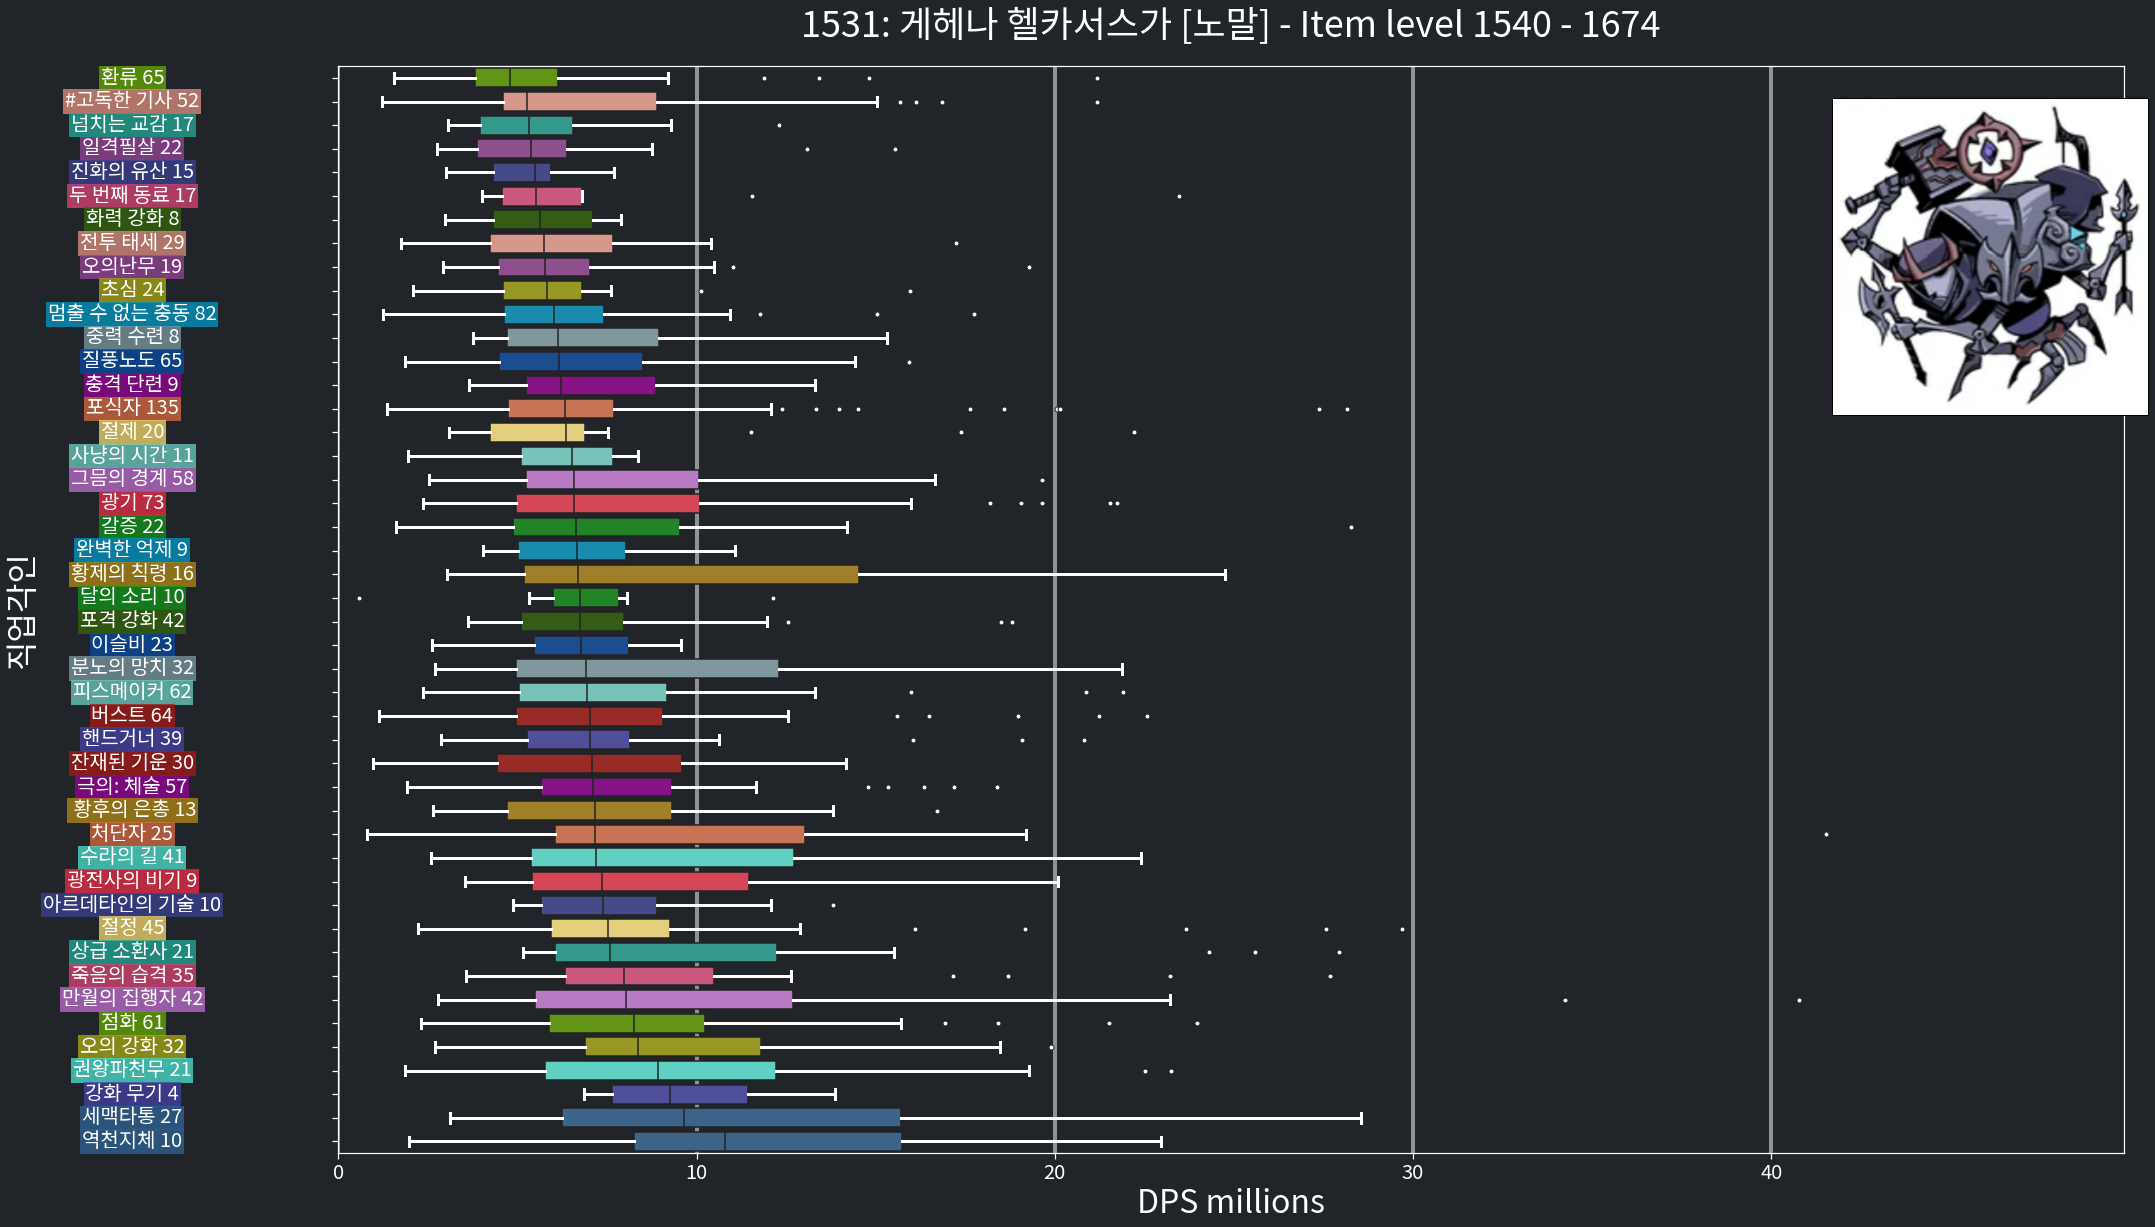 1531: 게헤나 헬카서스가 [노말] - Item level 1540 - 1674
환류 65
#고독한 기사 52
넘치는 교감 17
일격필살 22
진화의 유산 15
두 번째 동료 17
화력 강화 8
전투 태세 29
오의난무 19
초심 24
멈출 수 없는 충동 82
중력 수련 8
질풍노도 65
충격 단련 9
포식자 135
절제 20
사냥의 시간 11
그믐의 경계 58
광기 73
갈증 22
완벽한 억제 9
황제의 칙령 16
달의 소리 10
포격 강화 42
이슬비 23
분노의 망치 32
피스메이커 62
버스트 64
핸드거너 39
잔재된 기운 30
극의: 체술 57
황후의 은총 13
처단자 25
수라의 길 41
광전사의 비기 9
아르데타인의 기술 10
절정 45
상급 소환사 21
죽음의 습격 35
만월의 집행자 42
점화 61
오의 강화 32
권왕파천무 21
강화 무기 4
세맥타통 27
역천지체 10
직업각인
0 10 20 30 40
DPS millions